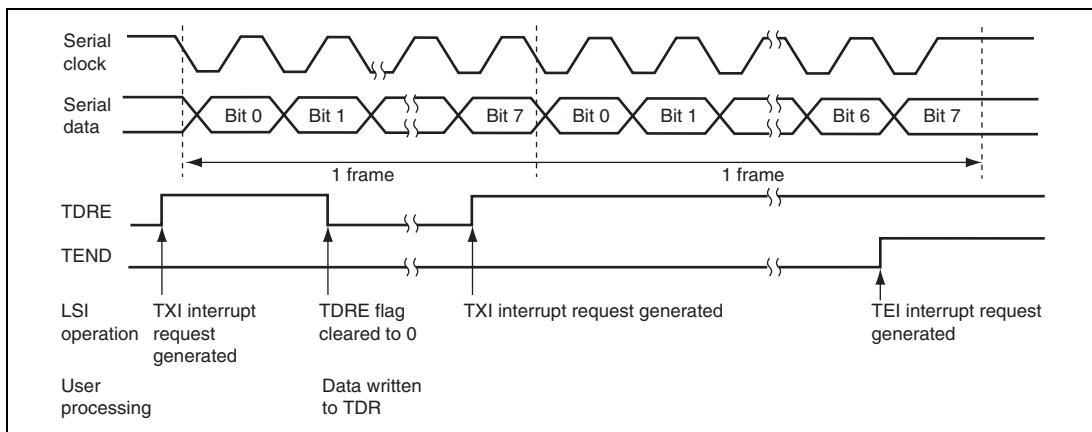 Serial
clock
Serial
data
Bit 0 Bit 1 Bit 7 Bit 0 Bit 1 Bit 6 Bit 7
1 frame 1 frame
TDRE
TEND
LSI
operation
TXI interrupt
request
generated
TDRE flag
cleared to 0
TXI interrupt request generated
TEI interrupt request
generated
User
processing
Data written
to TDR